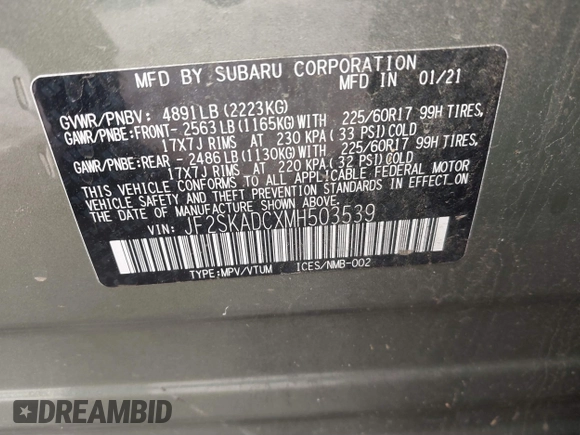 MFD BY SUBARU CORPORATION
MFD IN 01/21
GVWR/PNBV: 4891LB(2223KG)
GAWR/PNBE:FRONT- 2563LB(1165KG)WITH 225/60R17 99H TIRES,
17X7J RIMS AT 230 KPA(33 PSI)COLD
GAWR/PNBE:REAR - 2486LB(1130KG)WITH 225/60R17 99H TIRES,
17X7J RIMS AT 220 KPA(32 PSI)COLD
THIS VEHICLE CONFORMS TO ALL APPLICABLE FEDERAL MOTOR
VEHICLE SAFETY AND THEFT PREVENTION STANDARDS IN EFFECT ON
THE DATE OF MANUFACTURE SHOWN ABOVE.
VIN: JF2SKADCXMH503539
TYPE:MPV/VTUM ICES/NMB-002
DREAMBID